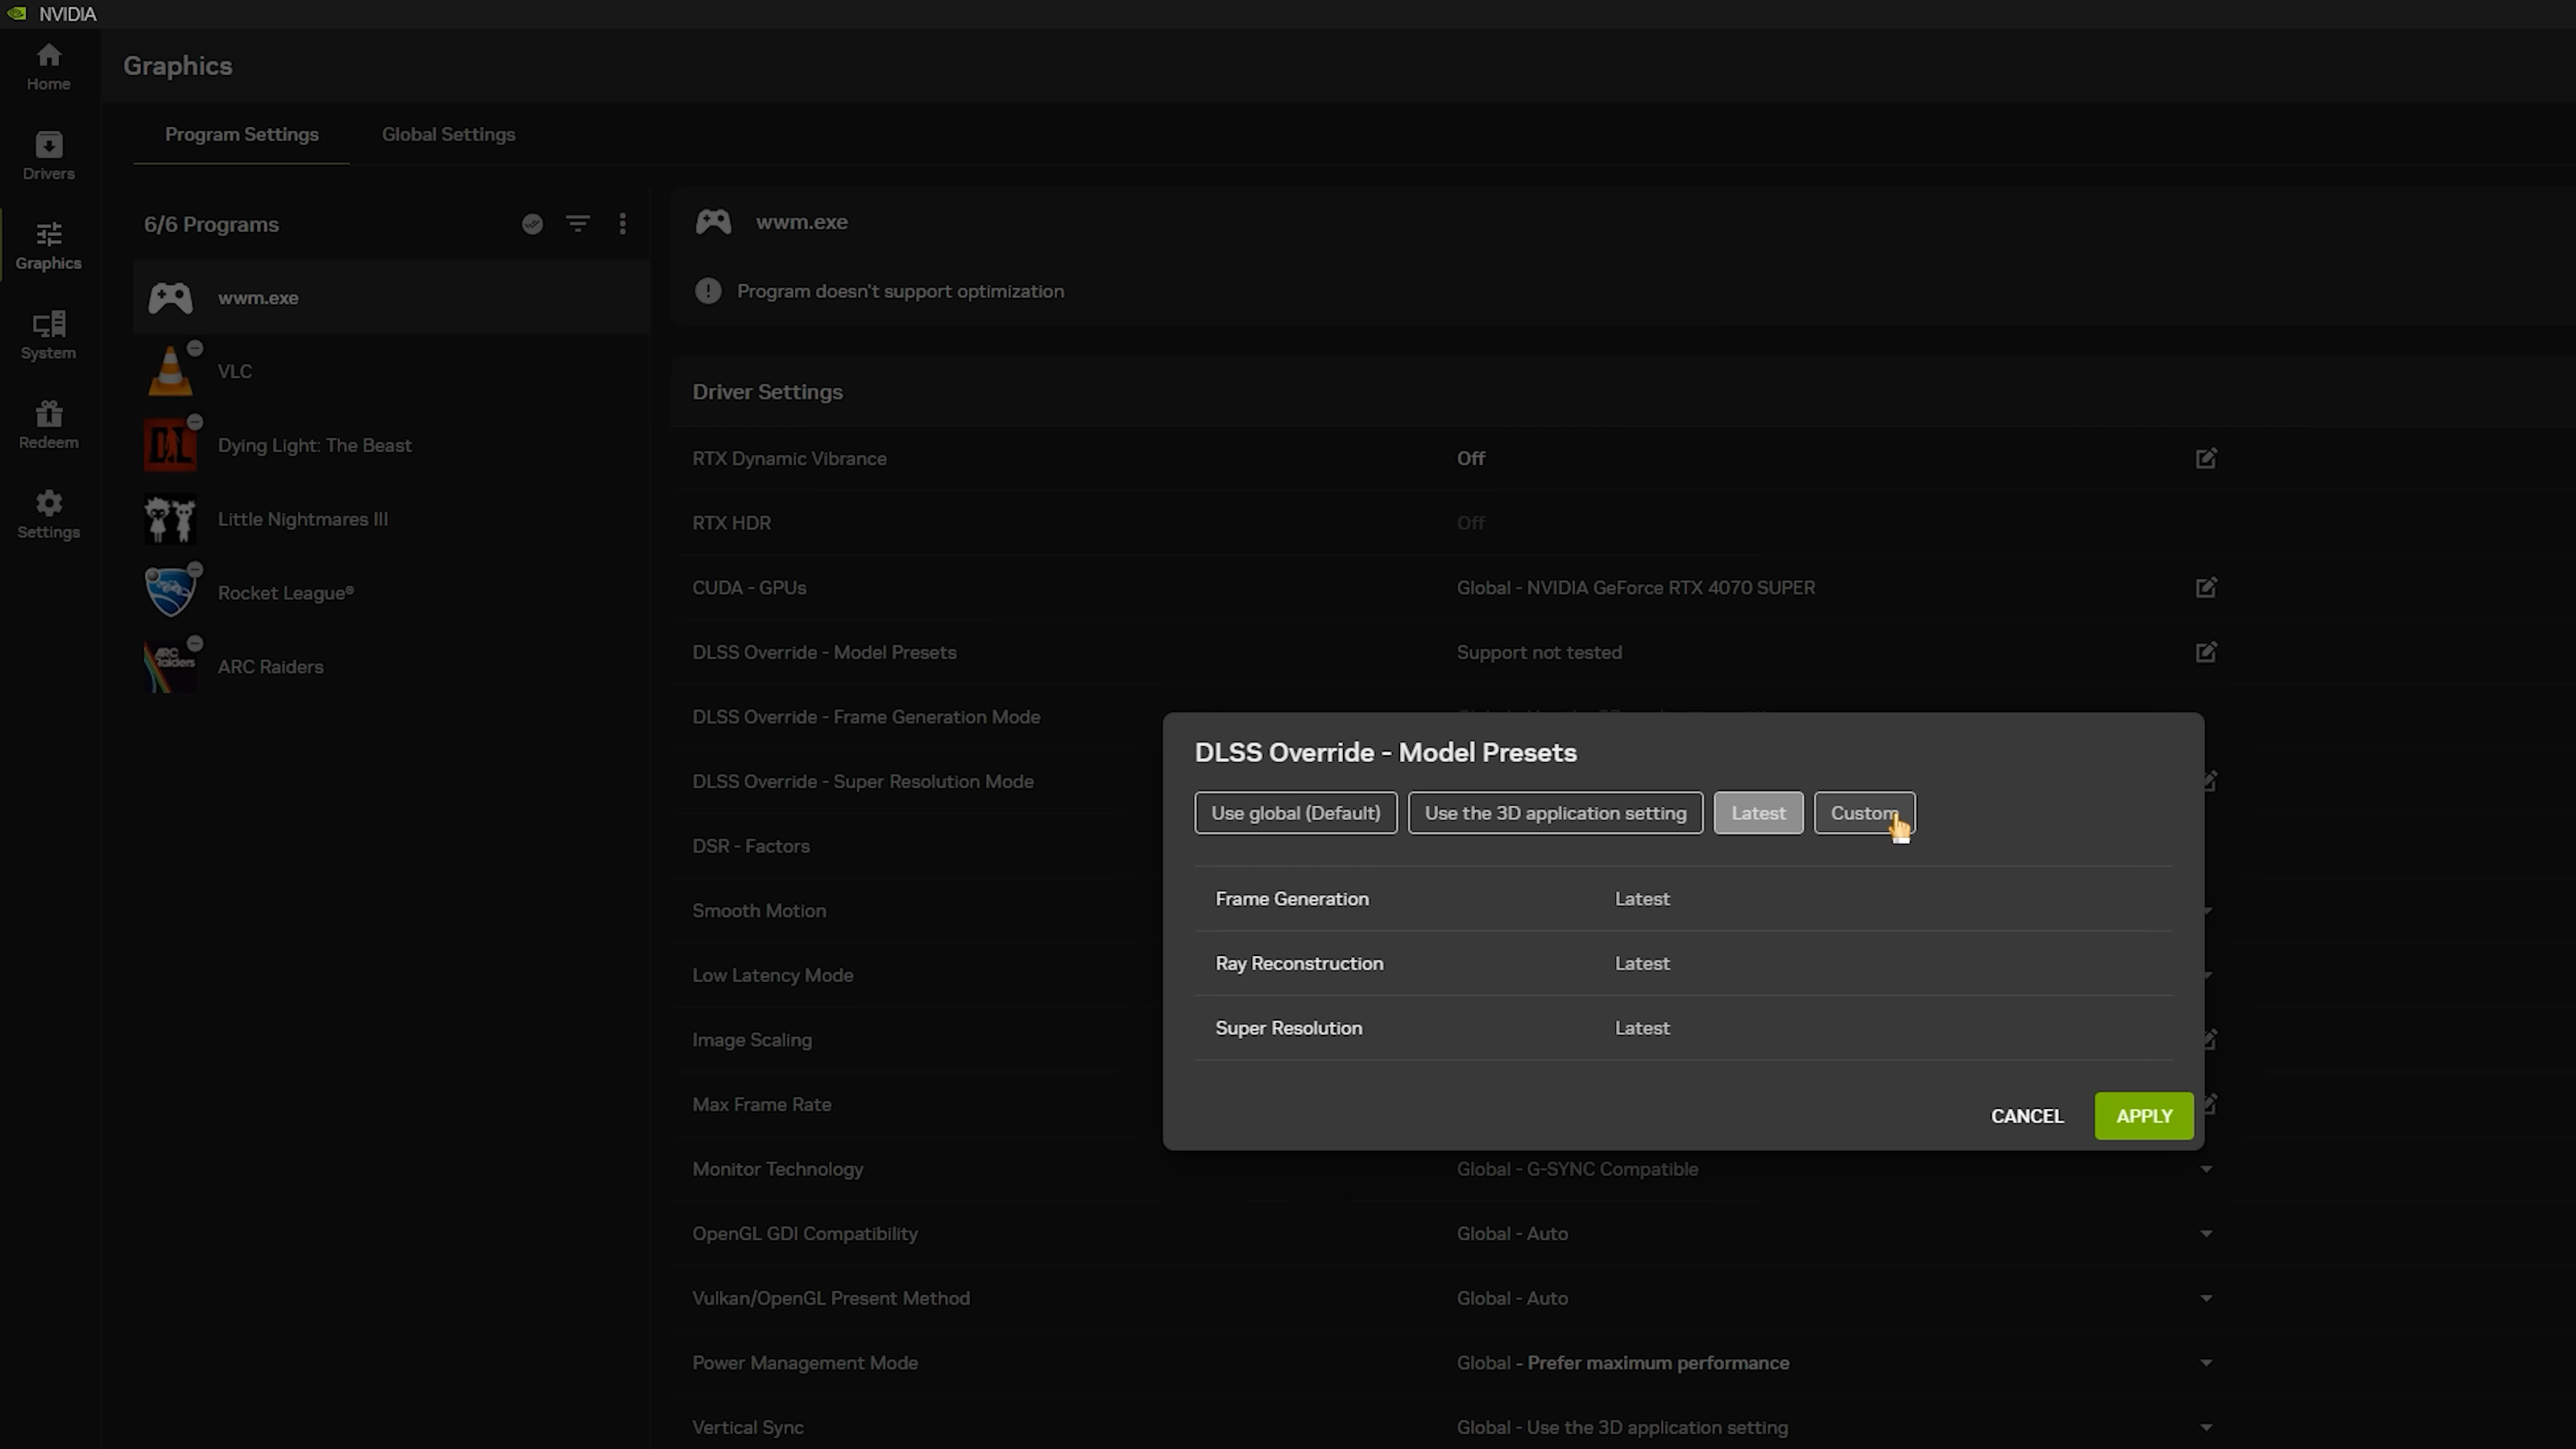 NVIDIA
Home
Drivers
Graphics
System
Redeem
Settings
Graphics
Program Settings
Global Settings
6/6 Programs
wwm.exe
VLC
Dying Light: The Beast
Little Nightmares III
Rocket League®
ARC Raiders
wwm.exe
Program doesn't support optimization
Driver Settings
RTX Dynamic Vibrance Off
RTX HDR Off
CUDA - GPUs Global - NVIDIA GeForce RTX 4070 SUPER
DLSS Override - Model Presets Support not tested
DLSS Override - Frame Generation Mode
DLSS Override - Super Resolution Mode
DSR - Factors
Smooth Motion
Low Latency Mode
Image Scaling
Max Frame Rate
Monitor Technology Global - G-SYNC Compatible
OpenGL GDI Compatibility Global - Auto
Vulkan/OpenGL Present Method Global - Auto
Power Management Mode Global - Prefer maximum performance
Vertical Sync Global - Use the 3D application setting
DLSS Override - Model Presets
Use global (Default) Use the 3D application setting Latest Custom
Frame Generation Latest
Ray Reconstruction Latest
Super Resolution Latest
CANCEL APPLY